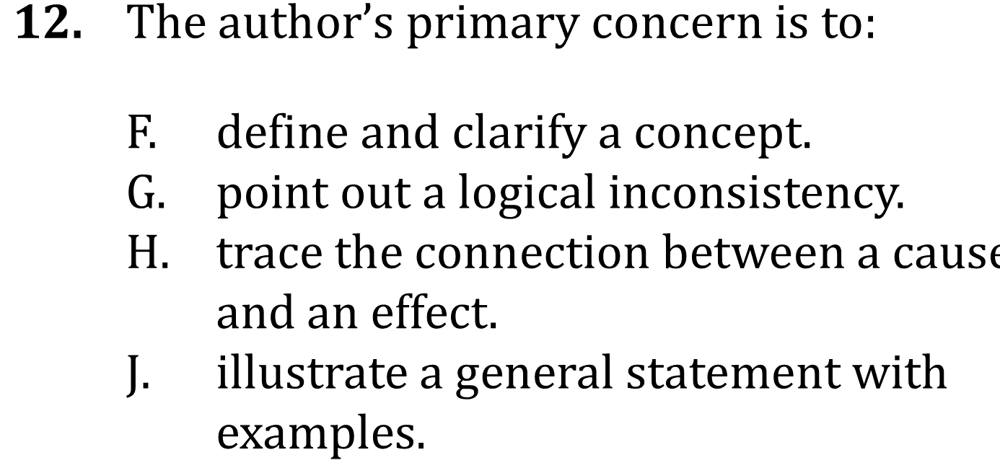 12. The author’s primary concern is to:
F. define and clarify a concept.
G. point out a logical inconsistency.
H. trace the connection between a cause
and an effect.
J. illustrate a general statement with
examples.